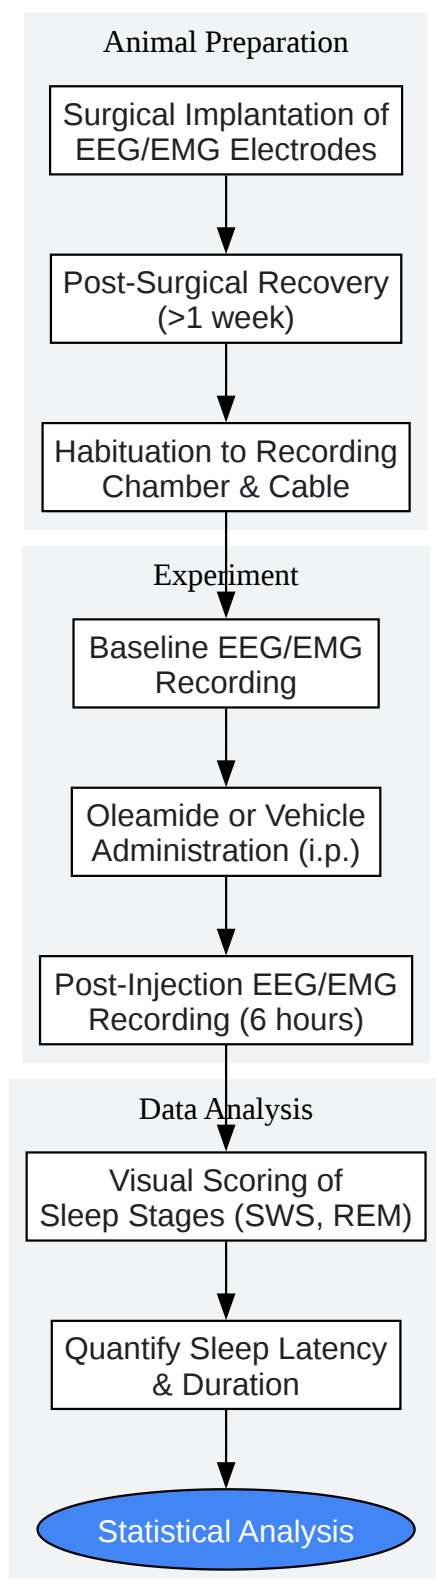 Animal Preparation
Surgical Implantation of
EEG/EMG Electrodes
Post-Surgical Recovery
(>1 week)
Habituation to Recording
Chamber & Cable
Experiment
Baseline EEG/EMG
Recording
Oleamide or Vehicle
Administration (i.p.)
Post-Injection EEG/EMG
Recording (6 hours)
Data Analysis
Visual Scoring of
Sleep Stages (SWS, REM)
Quantify Sleep Latency
& Duration
Statistical Analysis